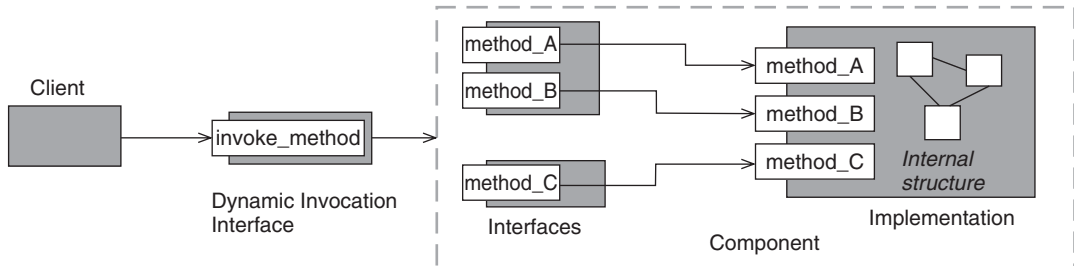 Client
invoke_method
Dynamic Invocation
Interface
method_A
method_B
method_C
Interfaces
method_A
method_B
method_C
Internal
structure
Implementation
Component